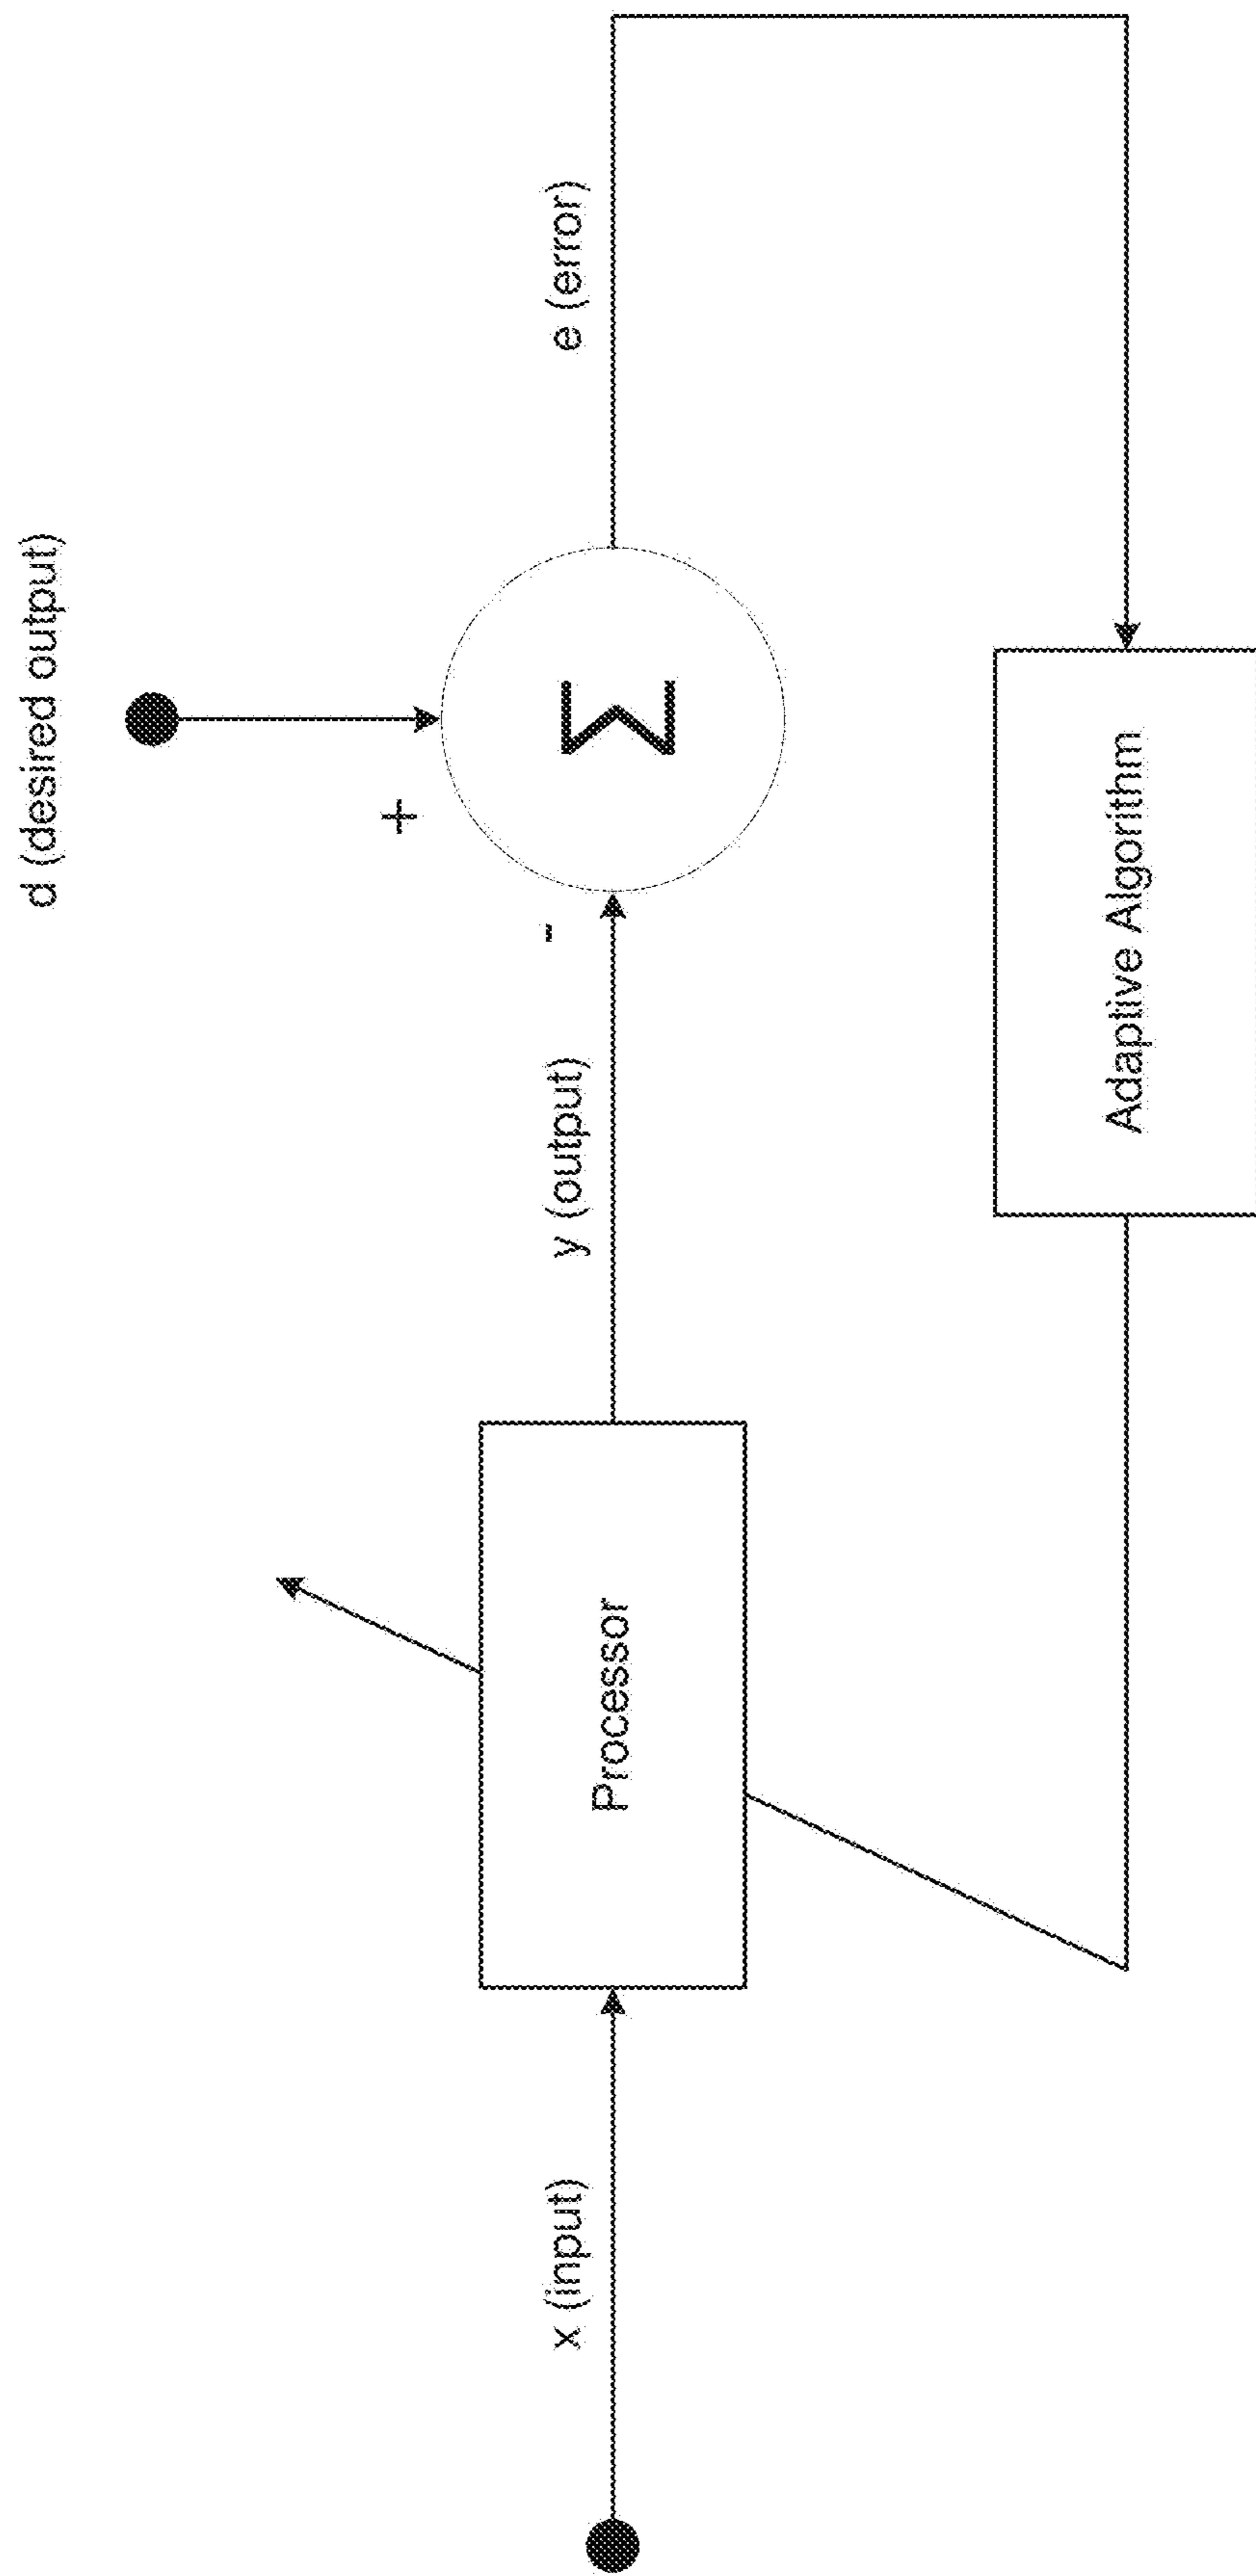 d (desired output)
+
x (input)
Processor
y (output)
-
Σ
e (error)
Adaptive Algorithm